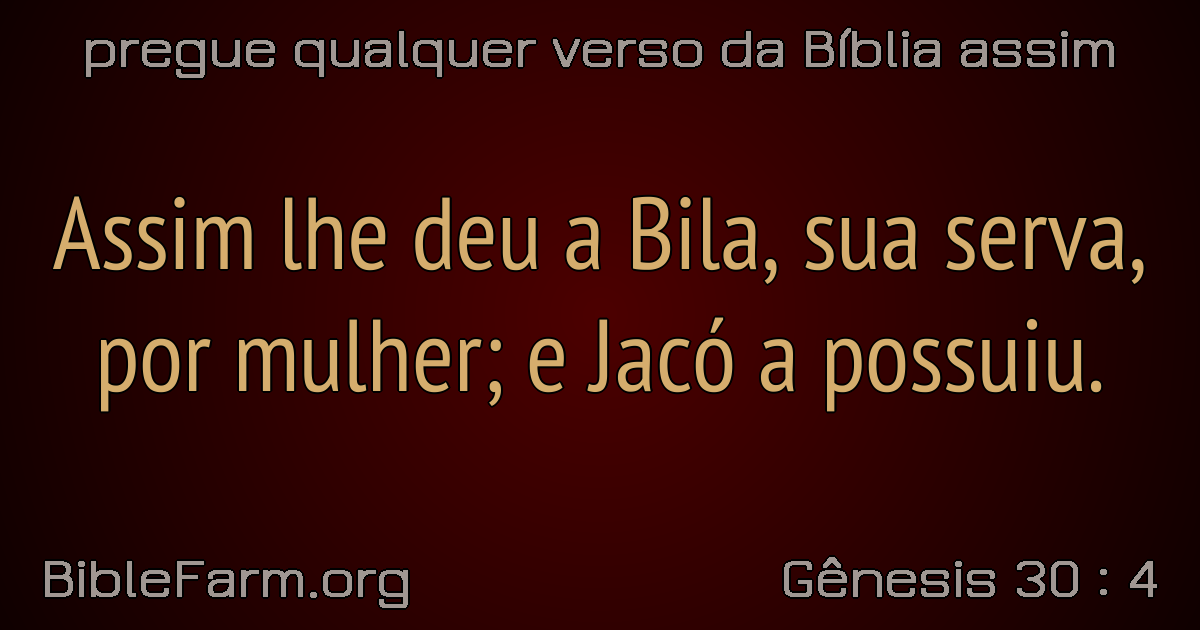 pregue qualquer verso da Bíblia assim
Assim lhe deu a Bila, sua serva,
por mulher; e Jacó a possuiu.
BibleFarm.org
Gênesis 30 : 4